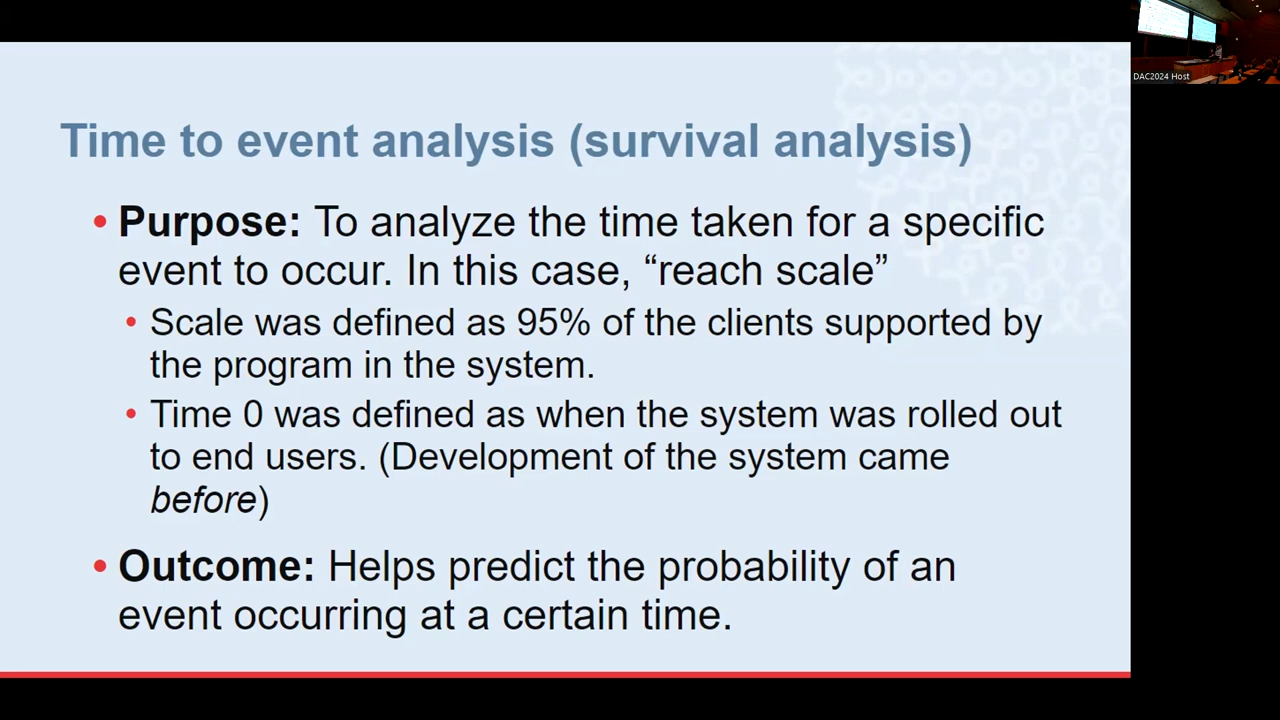 Time to event analysis (survival analysis)
• Purpose: To analyze the time taken for a specific
event to occur. In this case, “reach scale”
• Scale was defined as 95% of the clients supported by
the program in the system.
• Time 0 was defined as when the system was rolled out
to end users. (Development of the system came
before)
• Outcome: Helps predict the probability of an
event occurring at a certain time.
DAC2024 Host